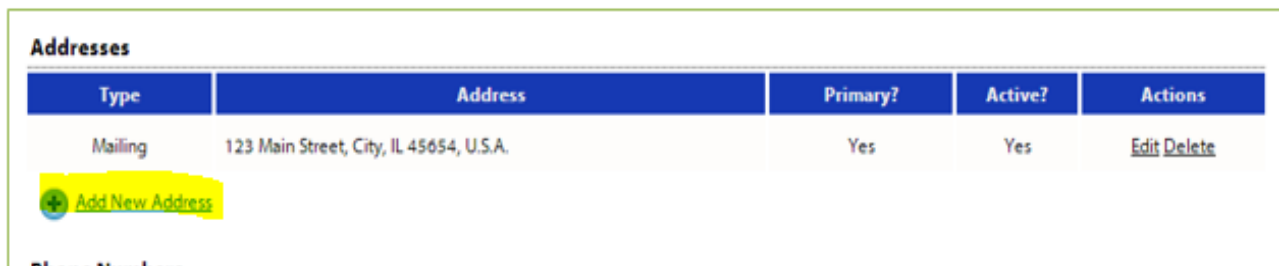 Addresses
Type Address Primary? Active? Actions
Mailing 123 Main Street, City, IL 45654, U.S.A. Yes Yes Edit Delete
Add New Address